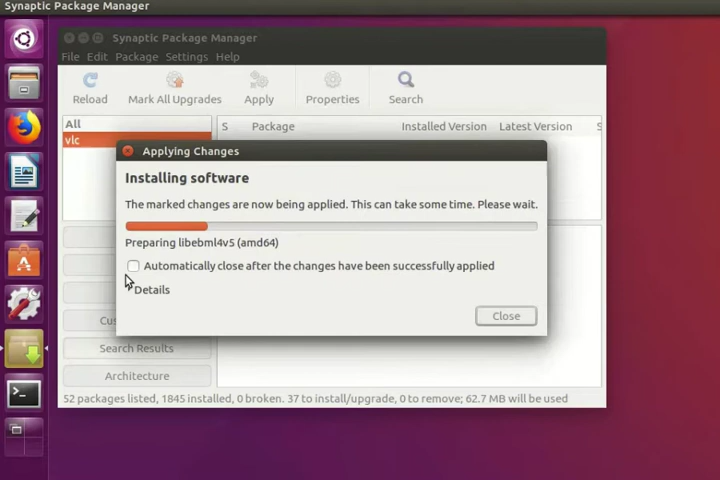 Synaptic Package Manager
Synaptic Package Manager
File Edit Package Settings Help
Reload Mark All Upgrades Apply Properties Search
All
vlc
S Package Installed Version Latest Version S
Applying Changes
Installing software
The marked changes are now being applied. This can take some time. Please wait.
Preparing libebml4v5 (amd64)
Automatically close after the changes have been successfully applied
Details
Close
Cus
Search Results
Architecture
52 packages listed, 1845 installed, 0 broken. 37 to install/upgrade, 0 to remove; 62.7 MB will be used